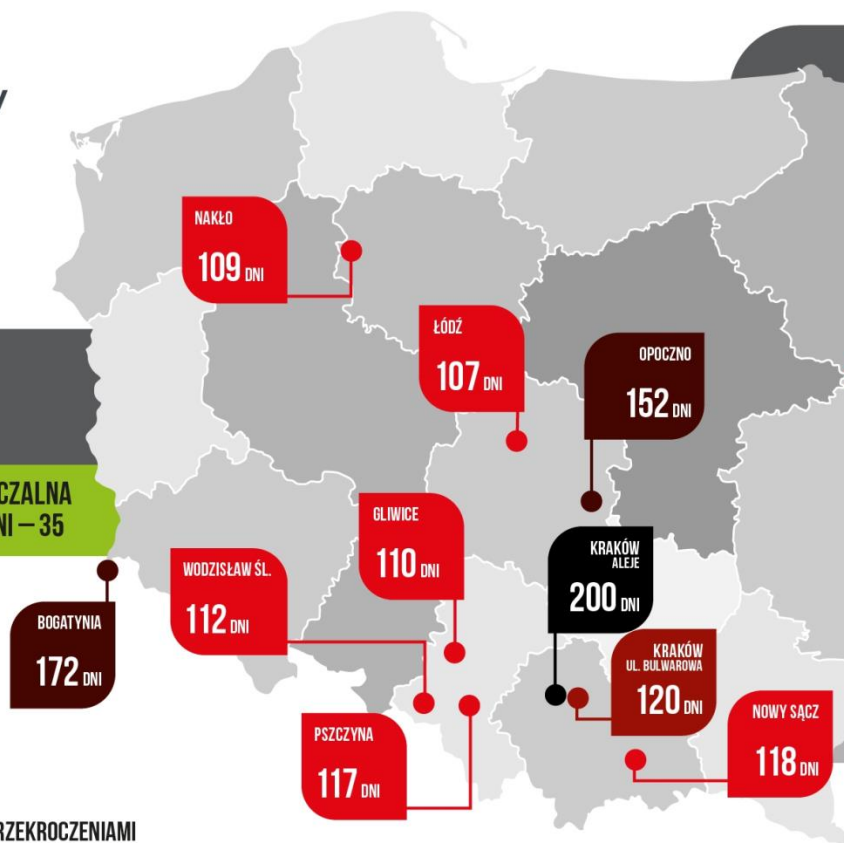 NAKŁO
109 DNI
ŁÓDŹ
107 DNI
OPOCZNO
152 DNI
CZALNA
NI – 35
GLIWICE
110 DNI
KRAKÓW
ALEJE
200 DNI
WODZISŁAW ŚL.
112 DNI
BOGATYNIA
172 DNI
KRAKÓW
UL. BULWAROWA
120 DNI
NOWY SĄCZ
118 DNI
PSZCZYNA
117 DNI
RZEKROCZENIAMI